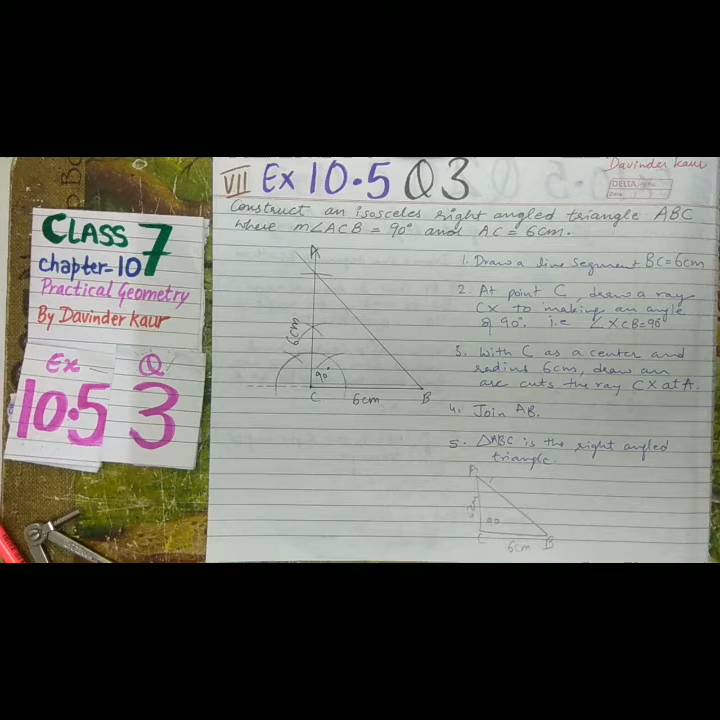 CLASS 7
chapter-10
Practical Geometry
By Davinder Kaur
Ex Q
10.5 3
Davinder Kaur
DELTA
VII Ex 10.5 Q3
Construct an isosceles right angled triangle ABC
where m∠ACB = 90° and AC = 6cm.
A
6cm
90°
C 6cm B
1. Draw a line segment BC = 6cm
2. At point C, draw a ray
CX to making an angle
of 90°. i.e ∠XCB = 90°
3. With C as a center and
radius 6cm, draw an
arc cuts the ray CX at A.
4. Join AB.
5. △ABC is the right angled
triangle.
A
6cm
90
C
6cm B